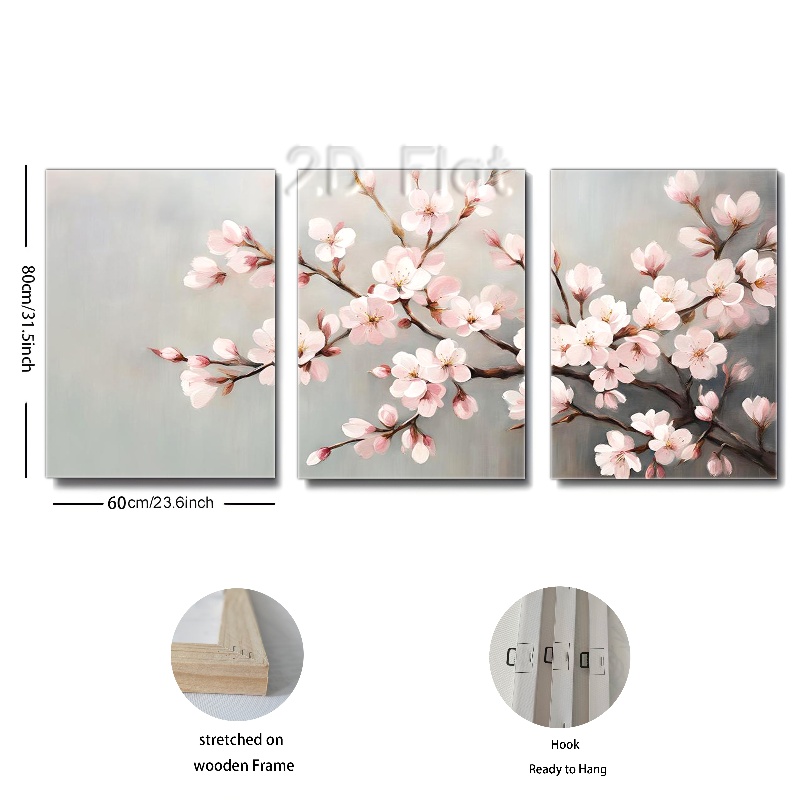 2D Flat
80cm/31.5inch
60cm/23.6inch
stretched on
wooden Frame
Hook
Ready to Hang